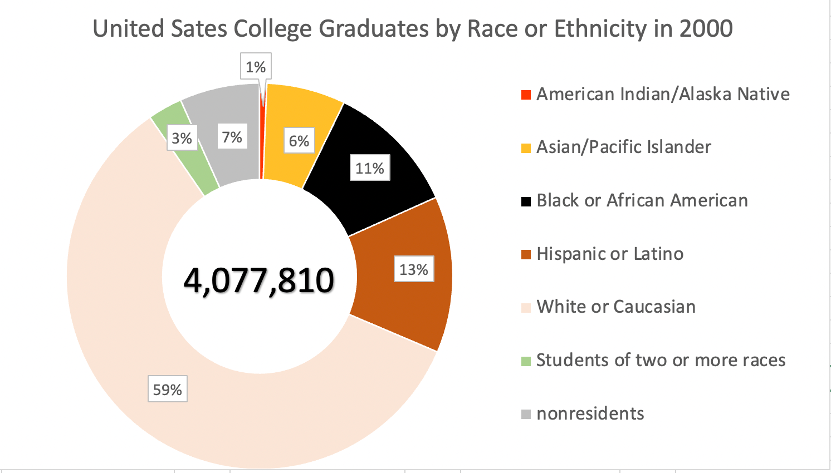 United Sates College Graduates by Race or Ethnicity in 2000
1%
6%
11%
13%
59%
3%
7%
4,077,810
American Indian/Alaska Native
Asian/Pacific Islander
Black or African American
Hispanic or Latino
White or Caucasian
Students of two or more races
nonresidents